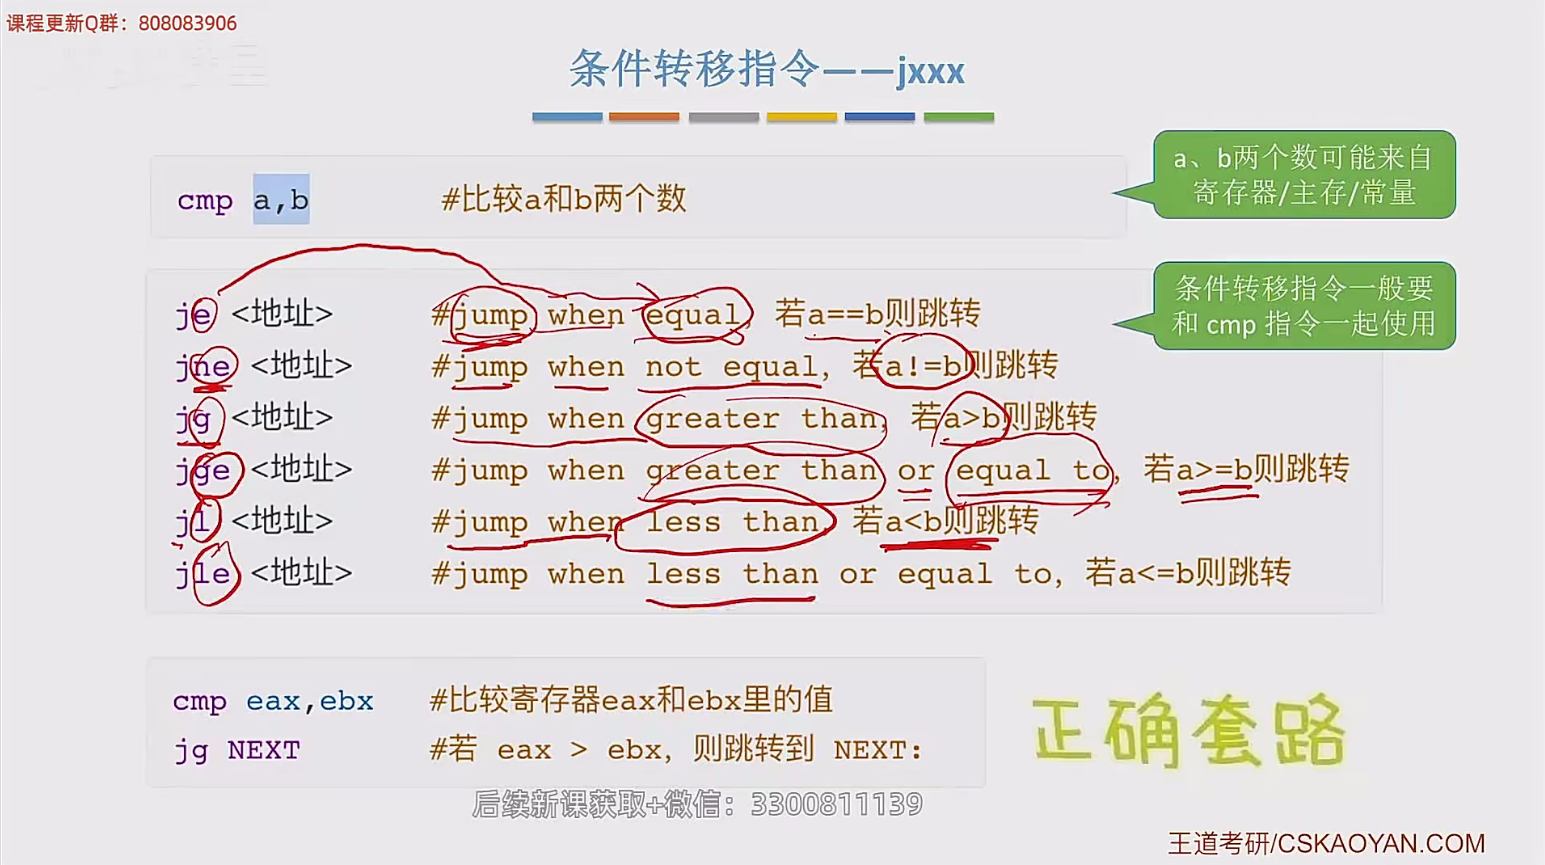 课程更新Q群：808083906
条件转移指令——jxxx
cmp a,b #比较a和b两个数
a、b两个数可能来自
寄存器/主存/常量
je <地址> #jump when equal，若a==b则跳转
jne <地址> #jump when not equal，若a!=b则跳转
jg <地址> #jump when greater than，若a>b则跳转
jge <地址> #jump when greater than or equal to，若a>=b则跳转
jl <地址> #jump when less than，若a<b则跳转
jle <地址> #jump when less than or equal to，若a<=b则跳转
条件转移指令一般要
和 cmp 指令一起使用
cmp eax,ebx #比较寄存器eax和ebx里的值
jg NEXT #若 eax > ebx，则跳转到 NEXT:
正确套路
后续新课获取+微信：3300811139
王道考研/CSKAOYAN.COM